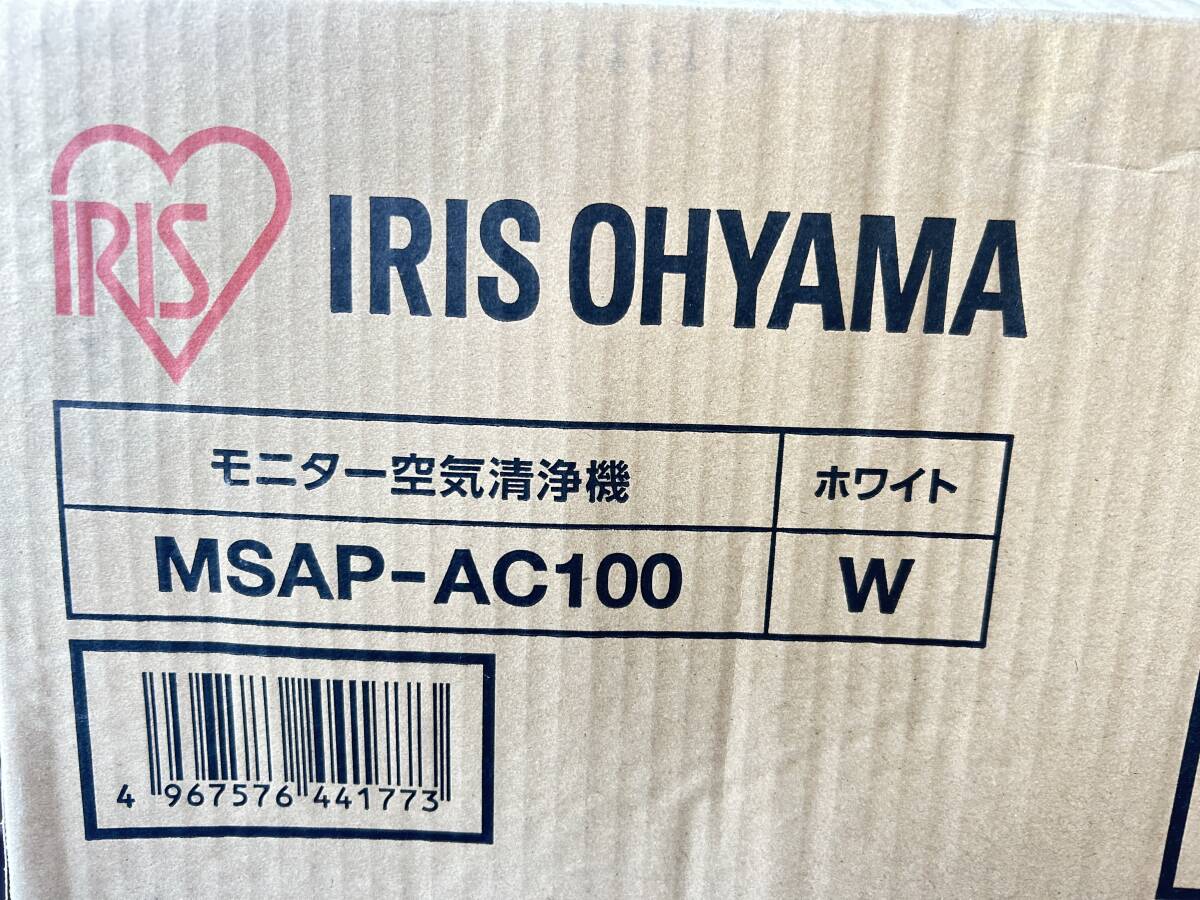 IRIS
IRIS OHYAMA
モニター空気清浄機 ホワイト
MSAP-AC100 W
4 967576 441773